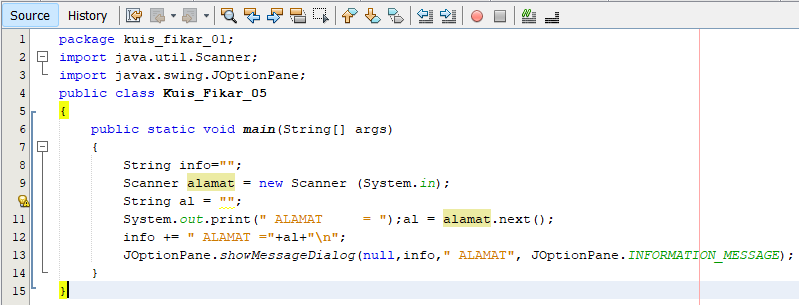 Source History
1 package kuis_fikar_01;
2 import java.util.Scanner;
3 import javax.swing.JOptionPane;
4 public class Kuis_Fikar_05
5 {
6 public static void main(String[] args)
7 {
8 String info="";
9 Scanner alamat = new Scanner (System.in);
String al = "";
11 System.out.print(" ALAMAT     = ");al = alamat.next();
12 info += " ALAMAT ="+al+"\n";
13 JOptionPane.showMessageDialog(null,info," ALAMAT", JOptionPane.INFORMATION_MESSAGE);
14 }
15 }